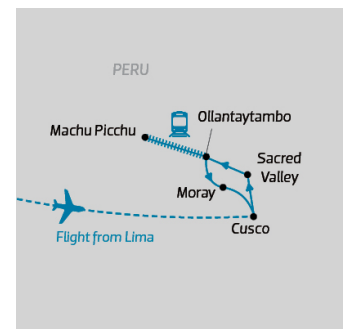 PERU
Ollantaytambo
Machu Picchu
Sacred
Valley
Moray
Cusco
Flight from Lima